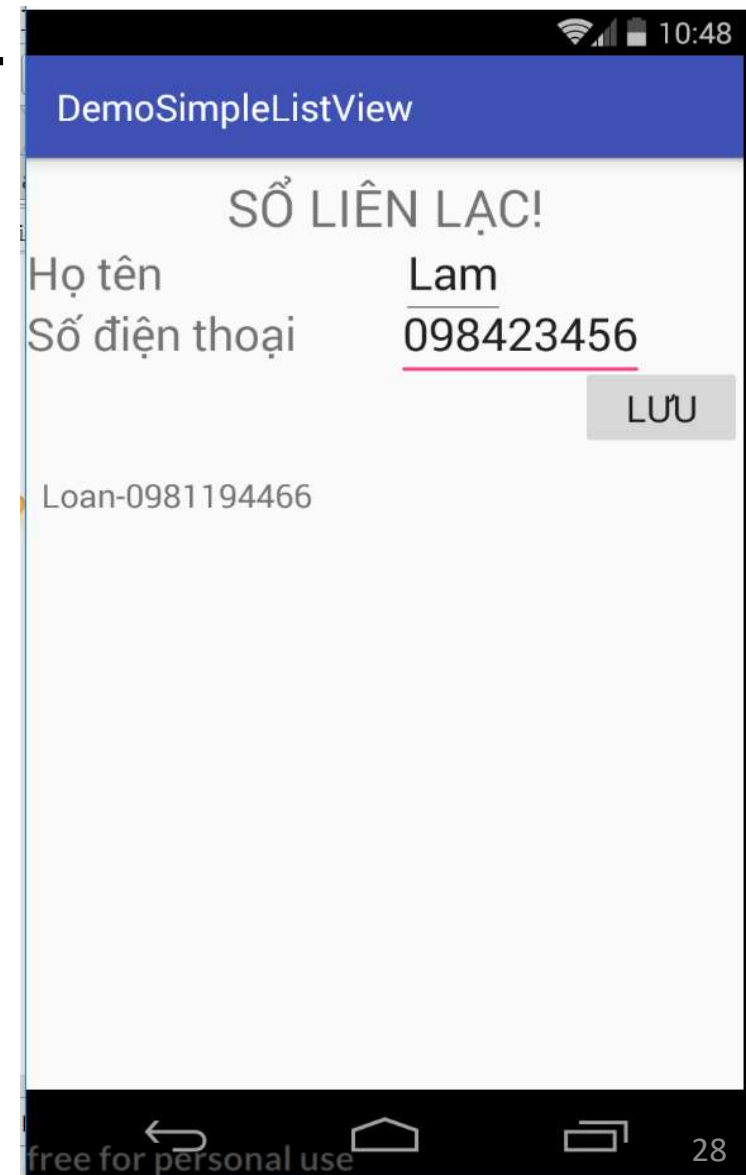 10:48
DemoSimpleListView
SỔ LIÊN LẠC!
Họ tên Lam
Số điện thoại 098423456
LƯU
Loan-0981194466
free for personal use
28